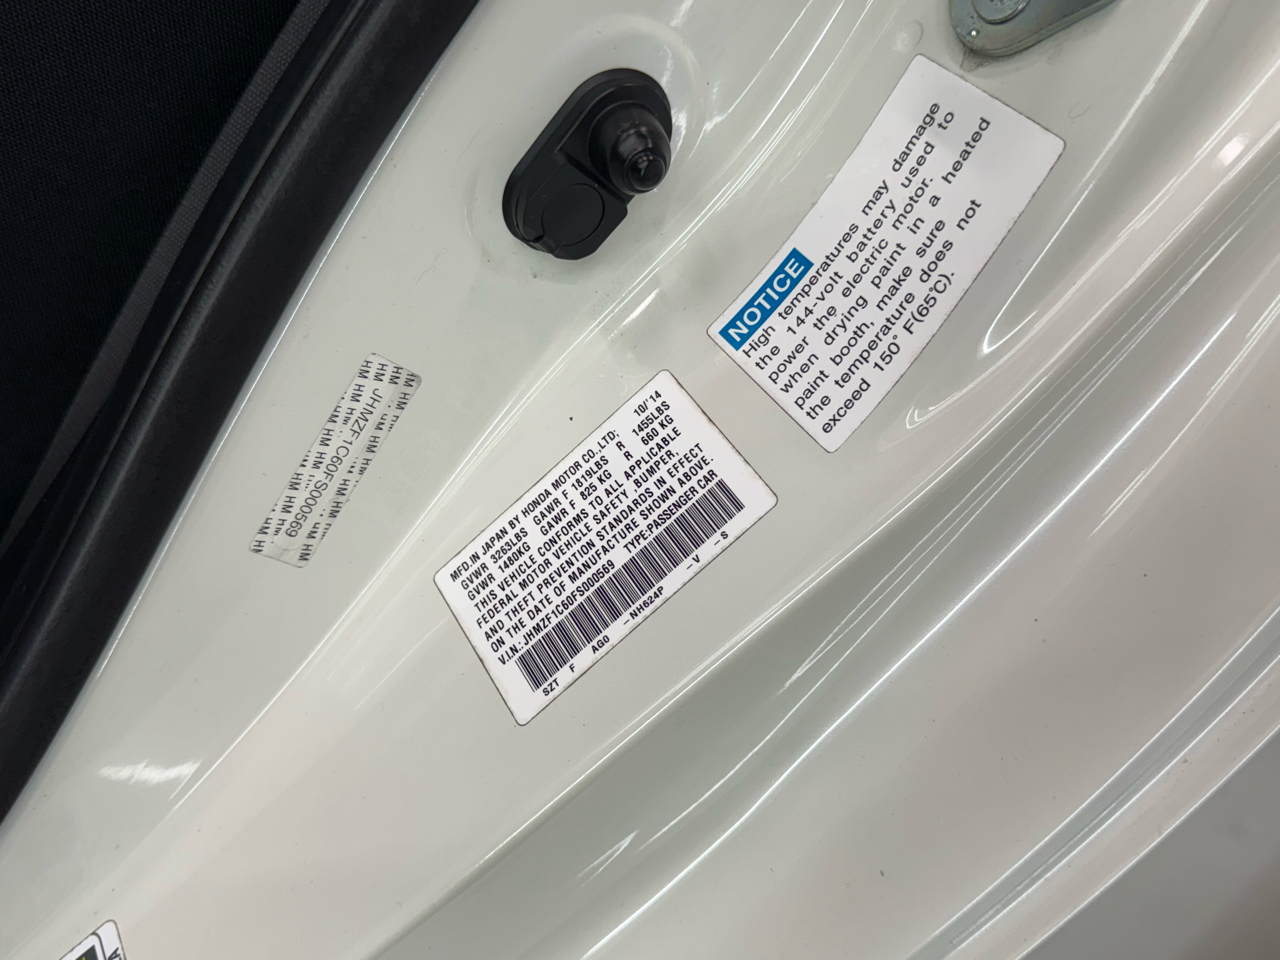 NOTICE
High temperatures may damage
the 144-volt battery used to
power the electric motor.
when drying paint in a heated
paint booth, make sure
the temperature does not
exceed 150°F(65℃).
MFD.IN JAPAN BY HONDA MOTOR CO.,LTD; 10/'14
GVWR 3263LBS GAWR F 1819LBS R 1455LBS
GVWR 1480KG GAWR F 825 KG R 660 KG
THIS VEHICLE CONFORMS TO ALL APPLICABLE
FEDERAL MOTOR VEHICLE SAFETY, BUMPER,
AND THEFT PREVENTION STANDARDS IN EFFECT
ON THE DATE OF MANUFACTURE SHOWN ABOVE.
V.I.N.: JHMZF1C60FS000569 TYPE:PASSENGER CAR
SZT F AG0 -NH624P -V -S
JHMZF1C60FS000569